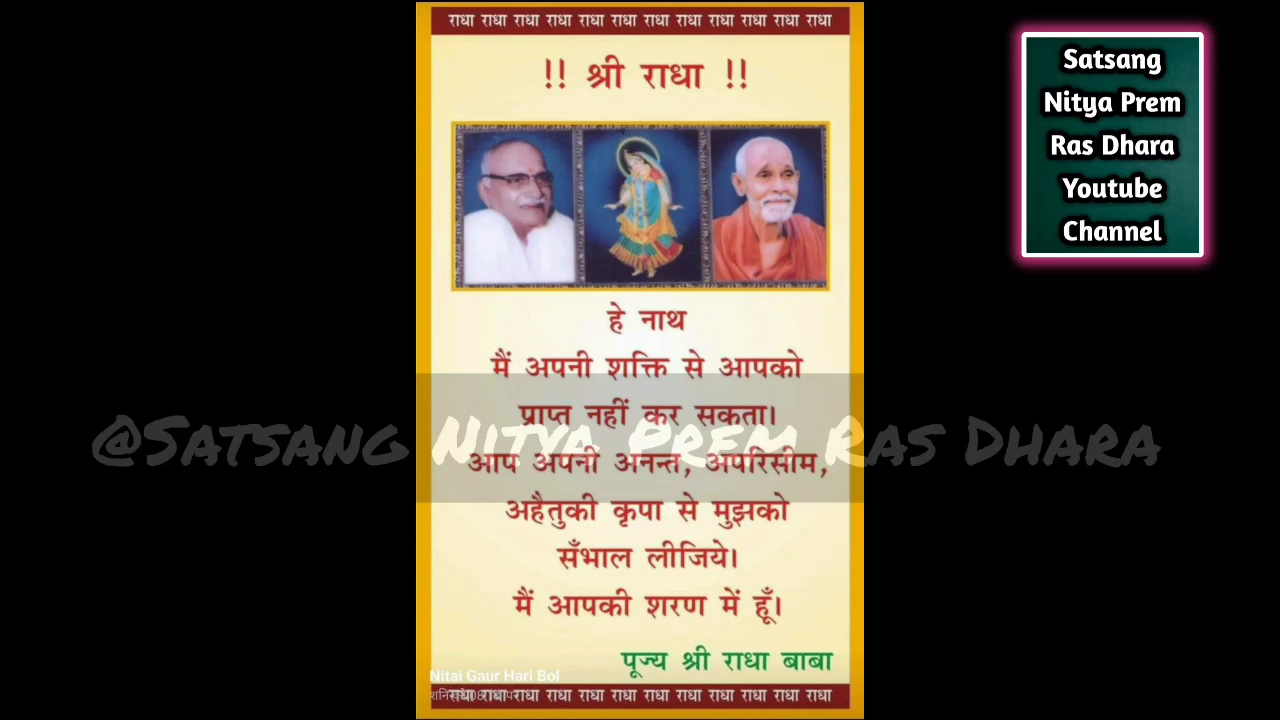 राधा राधा राधा राधा राधा राधा राधा राधा राधा राधा राधा राधा
!! श्री राधा !!
हे नाथ
मैं अपनी शक्ति से आपको
प्राप्त नहीं कर सकता।
@Satsang Nitya Prem Ras Dhara
आप अपनी अनन्त, अपरिसीम,
अहैतुकी कृपा से मुझको
सँभाल लीजिये।
मैं आपकी शरण में हूँ।
पूज्य श्री राधा बाबा
Nitai Gaur Hari Bol
राधा राधा राधा राधा राधा राधा राधा राधा राधा राधा राधा राधा
Satsang
Nitya Prem
Ras Dhara
Youtube
Channel